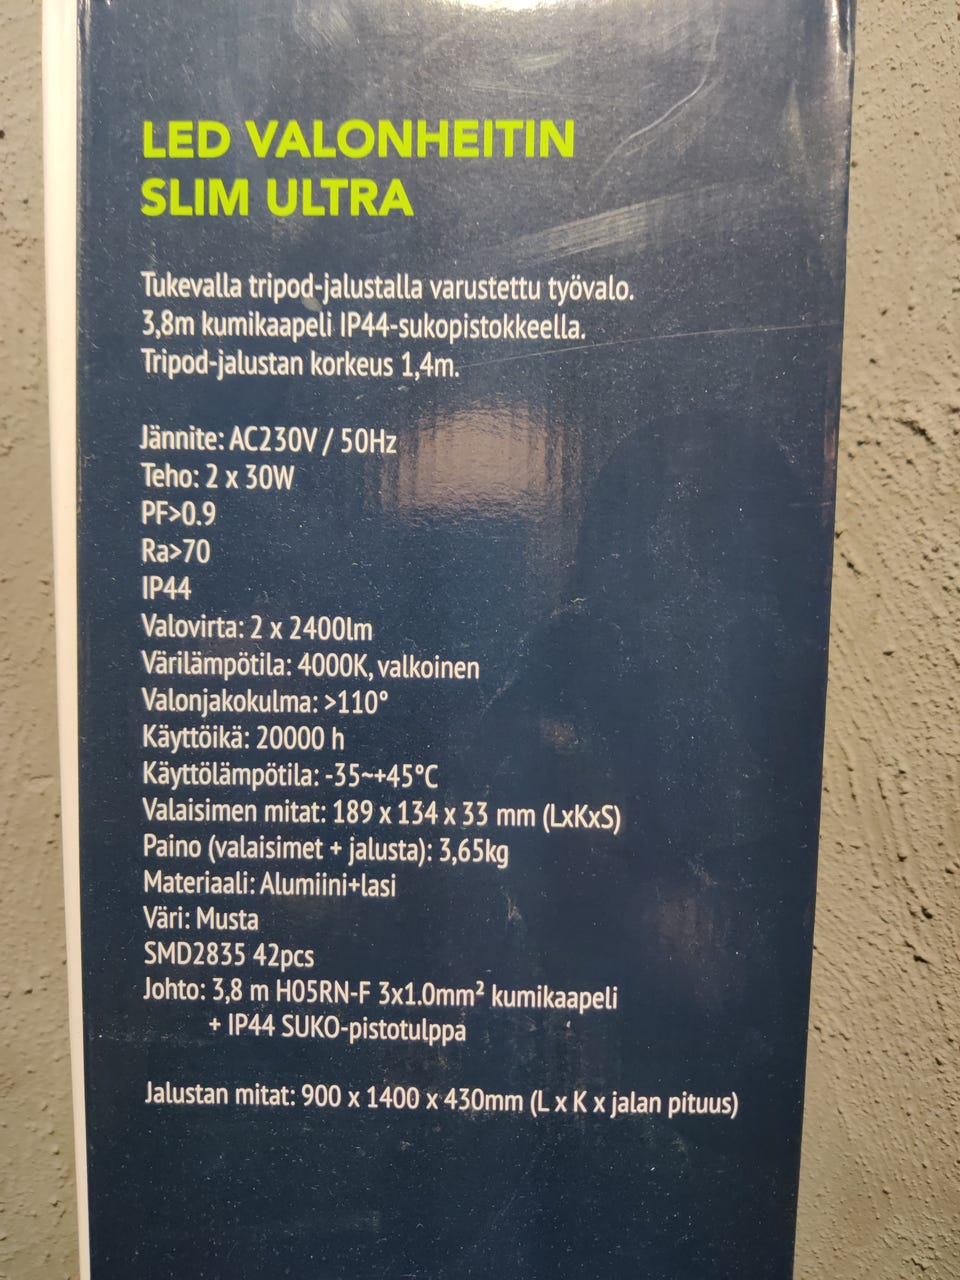 LED VALONHEITIN
SLIM ULTRA
Tukevalla tripod-jalustalla varustettu työvalo.
3,8m kumikaapeli IP44-sukopistokkeella.
Tripod-jalustan korkeus 1,4m.
Jännite: AC230V / 50Hz
Teho: 2 x 30W
PF>0.9
Ra>70
IP44
Valovirta: 2 x 2400lm
Värilämpötila: 4000K, valkoinen
Valonjakokulma: >110°
Käyttöikä: 20000 h
Käyttölämpötila: -35~+45°C
Valaisimen mitat: 189 x 134 x 33 mm (LxKxS)
Paino (valaisimet + jalusta): 3,65kg
Materiaali: Alumiini+lasi
Väri: Musta
SMD2835 42pcs
Johto: 3,8 m H05RN-F 3x1.0mm² kumikaapeli
+ IP44 SUKO-pistotulppa
Jalustan mitat: 900 x 1400 x 430mm (L x K x jalan pituus)